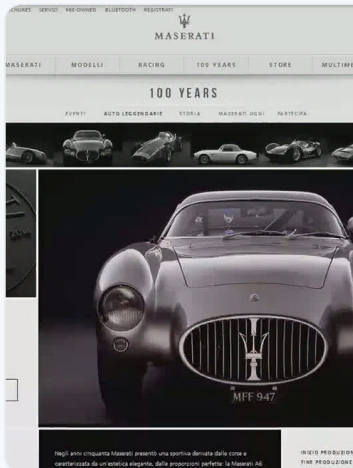 SERVIZI PRE-OWNED BLUETOOTH REGISTRATI
MASERATI
MASERATI MODELLI RACING 100 YEARS STORE MULTIME
100 YEARS
EVENTI AUTO LEGGENDARIE STORIA MASERATI OGGI PARTECIPA
MFF 947
Negli anni cinquanta Maserati presentò una sportiva derivata dalle corse e
caratterizzata da un'estetica elegante, dalle proporzioni perfette: la Maserati A6
INIZIO PRODUZION
FINE PRODUZIONE